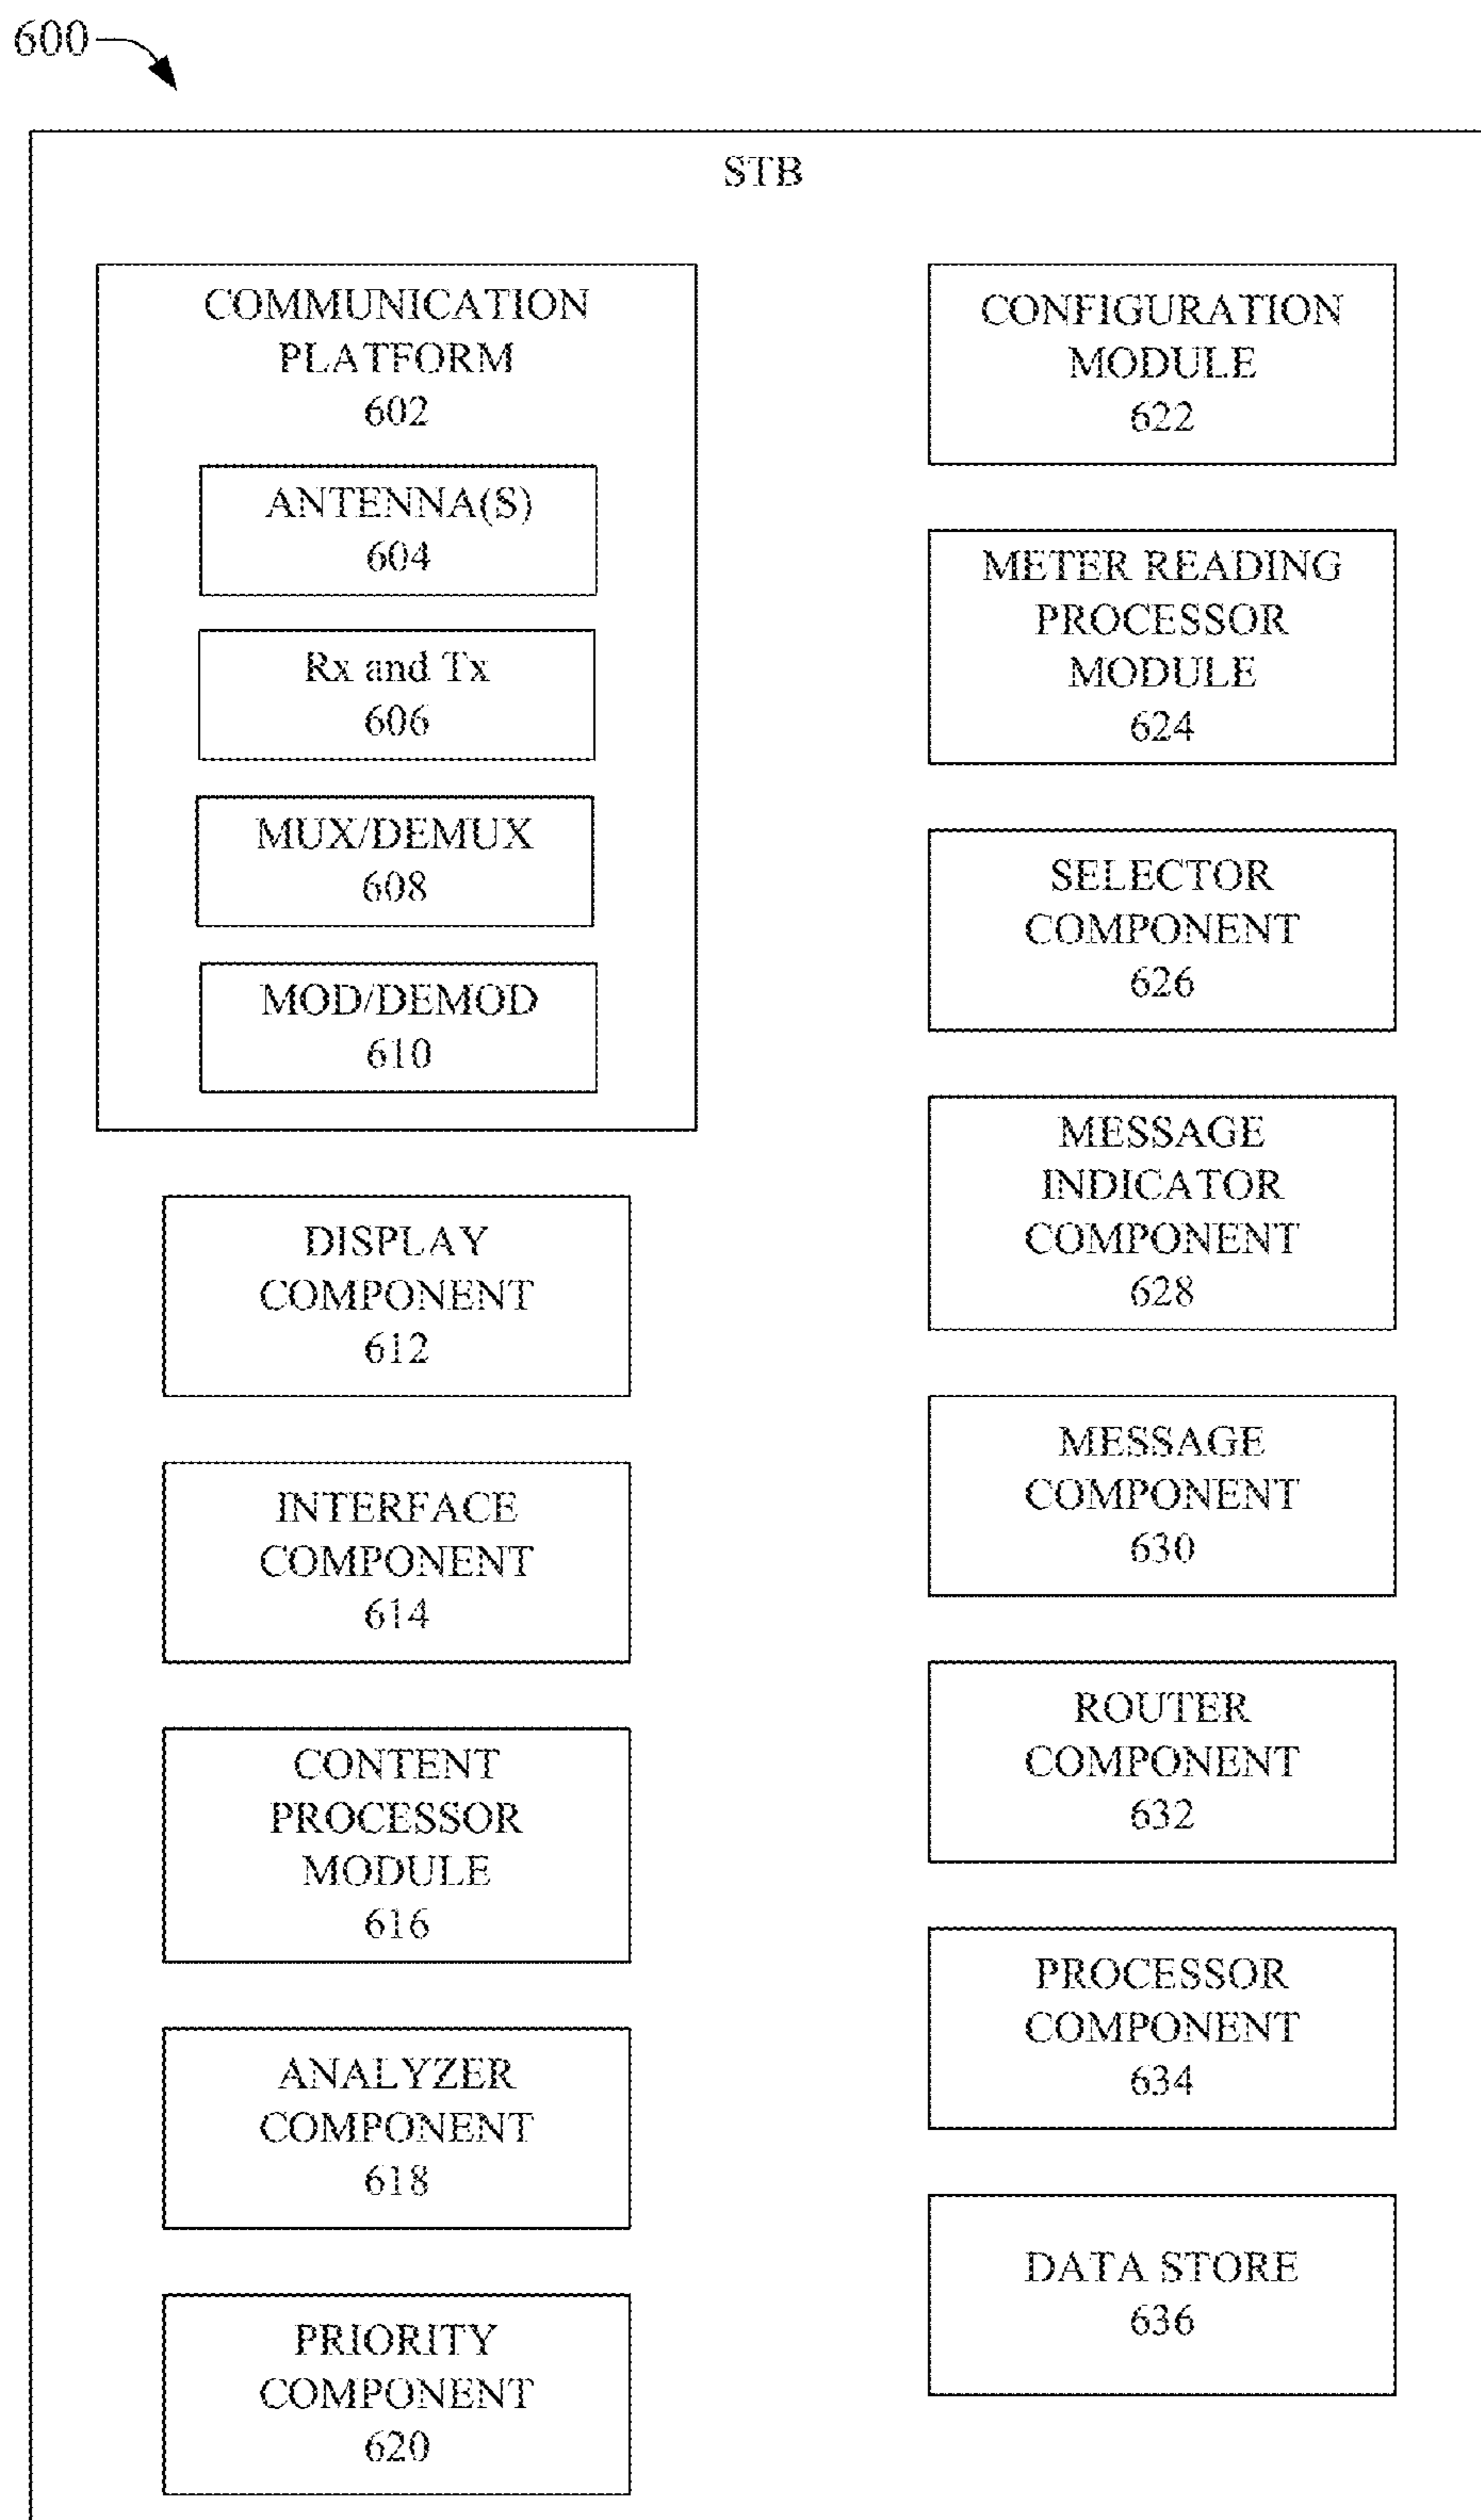 600
STB
COMMUNICATION
PLATFORM
602
ANTENNA(S)
604
Rx and Tx
606
MUX/DEMUX
608
MOD/DEMOD
610
DISPLAY
COMPONENT
612
INTERFACE
COMPONENT
614
CONTENT
PROCESSOR
MODULE
616
ANALYZER
COMPONENT
618
PRIORITY
COMPONENT
620
CONFIGURATION
MODULE
622
METER READING
PROCESSOR
MODULE
624
SELECTOR
COMPONENT
626
MESSAGE
INDICATOR
COMPONENT
628
MESSAGE
COMPONENT
630
ROUTER
COMPONENT
632
PROCESSOR
COMPONENT
634
DATA STORE
636